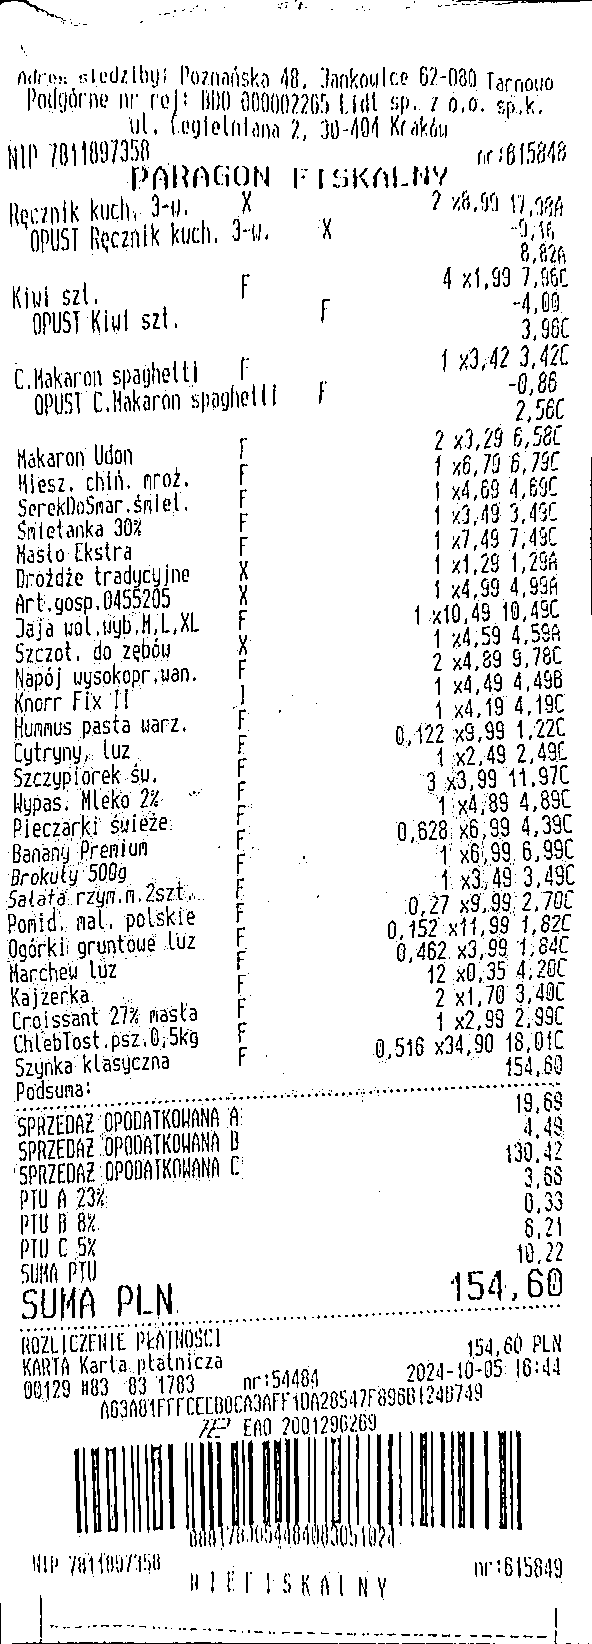 Adres siedziby: Poznańska 48, Jankowice 62-080 Tarnowo
Podgórne nr rej: BDO 000002265 Lidl sp. z o.o. sp.k.
ul. Legielniana 2, 30-404 Kraków
NIP 7811897358 nr:615848
PARAGON FISKALNY
Ręcznik kuch. 3-w. X 2 x8,99 17,98A
OPUST Ręcznik kuch. 3-w. X -9,16
8,82A
Kiwi szt. F 4 x1,99 7,96C
OPUST Kiwi szt. F -4,00
3,96C
C.Makaron spaghetti F 1 x3,42 3,42C
OPUST C.Makaron spaghetti F -0,86
2,56C
Makaron Udon F 2 x3,29 6,58C
Miesz. chiń. mroż. F 1 x6,79 6,79C
SerekDoSmar.śmiet. F 1 x4,69 4,69C
Śmietanka 30% F 1 x3,49 3,49C
Masło Ekstra F 1 x7,49 7,49C
Drożdże tradycyjne X 1 x1,29 1,29A
Art.gosp.0455205 X 1 x4,99 4,99A
Jaja wol.wyb.M,L,XL F 1 x10,49 10,49C
Szczot. do zębów X 1 x4,59 4,59A
Napój wysokopr.wan. F 2 x4,89 9,78C
Knorr Fix II 1 x4,49 4,49B
Hummus pasta warz. F 1 x4,19 4,19C
Cytryny, luz F 0,122 x9,99 1,22C
Szczypiorek św. F 1 x2,49 2,49C
Wypas. Mleko 2% F 3 x3,99 11,97C
Pieczarki świeże F 1 x4,89 4,89C
Banany Premium F 0,628 x6,99 4,39C
Brokuły 500g F 1 x6,99 6,99C
Sałata rzym.m.2szt. F 1 x3,49 3,49C
Pomid. mal. polskie F 0,27 x9,99 2,70C
Ogórki gruntowe luz F 0,152 x11,99 1,82C
Marchew luz F 0,462 x3,99 1,84C
Kajzerka F 12 x0,35 4,20C
Croissant 27% masła F 2 x1,70 3,40C
ChlebTost.psz.0,5kg F 1 x2,99 2,99C
Szynka klasyczna F 0,516 x34,90 18,01C
Podsuma: 154,60
SPRZEDAŻ OPODATKOWANA A 19,69
SPRZEDAŻ OPODATKOWANA B 4,49
SPRZEDAŻ OPODATKOWANA C 130,42
PTU A 23% 3,68
PTU B 8% 0,33
PTU C 5% 6,21
SUMA PTU 10,22
SUMA PLN 154,60
ROZLICZENIE PŁATNOŚCI
KARTA Karta płatnicza 154,60 PLN
00129 #83 83 1783 nr:54484 2024-10-05 16:44
EAO 2001296269
NIP 7811897358 nr:615849
NIEFISKALNY